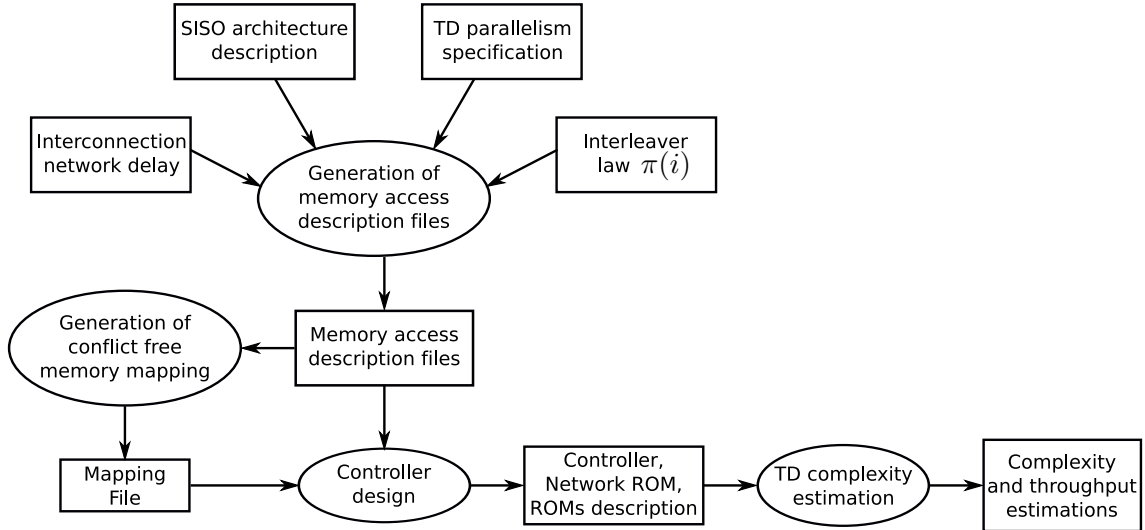 SISO architecture
description
TD parallelism
specification
Interconnection
network delay
Interleaver
law π(i)
Generation of
memory access
description files
Generation of
conflict free
memory mapping
Memory access
description files
Mapping
File
Controller
design
Controller,
Network ROM,
ROMs description
TD complexity
estimation
Complexity
and throughput
estimations